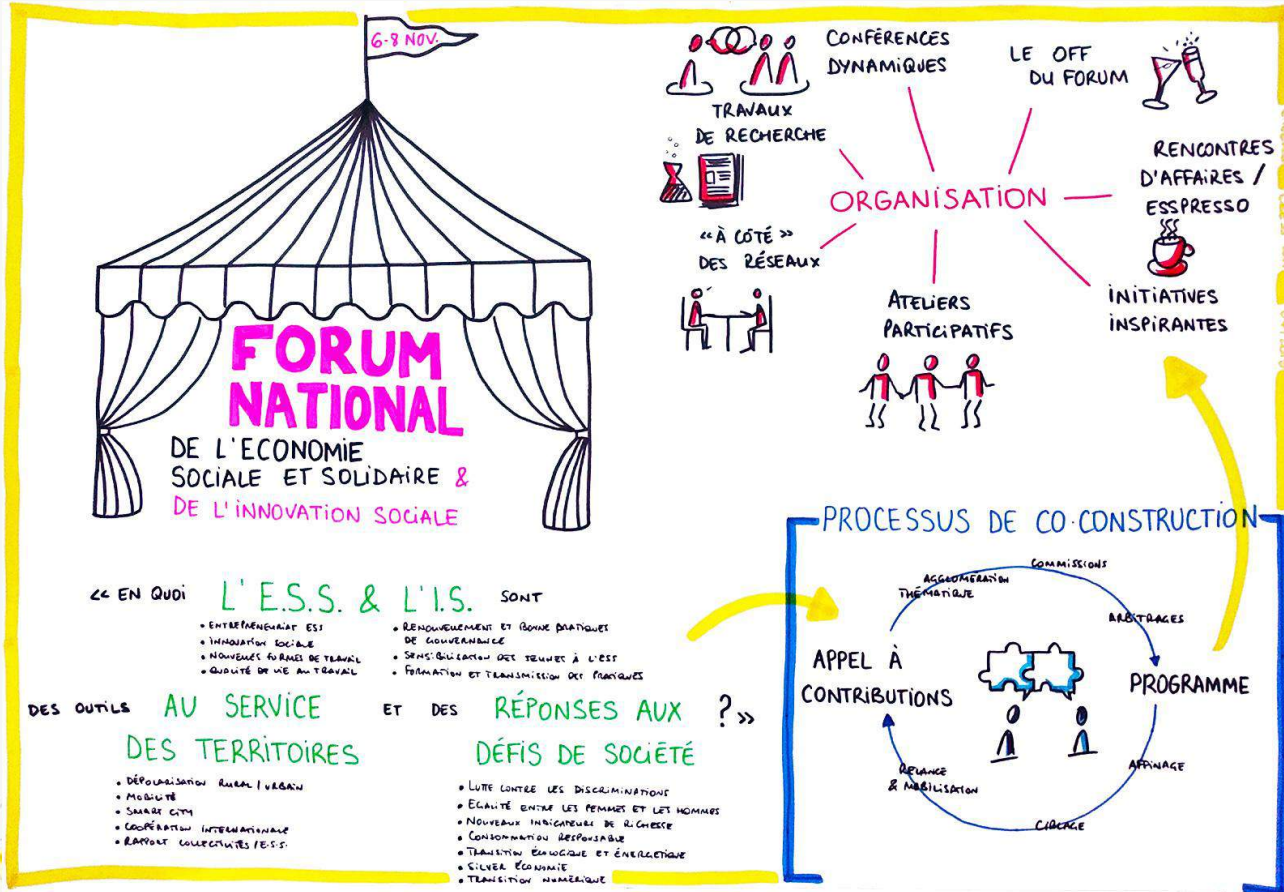 6-8 NOV.
FORUM
NATIONAL
DE L'ECONOMIE
SOCIALE ET SOLIDAIRE &
DE L'INNOVATION SOCIALE
CONFÉRENCES
DYNAMIQUES
LE OFF
DU FORUM
TRAVAUX
DE RECHERCHE
RENCONTRES
D'AFFAIRES /
ESSPRESSO
ORGANISATION
«À CÔTÉ»
DES RÉSEAUX
ATELIERS
PARTICIPATIFS
INITIATIVES
INSPIRANTES
« EN QUOI L'E.S.S. & L'I.S. SONT
• ENTREPRENEURIAT ESS
• INNOVATION SOCIALE
• NOUVELLES FORMES DE TRAVAIL
• QUALITÉ DE VIE AU TRAVAIL
• RENOUVELLEMENT ET BONNE PRATIQUES
DE GOUVERNANCE
• SENSIBILISATION DES JEUNES À L'ESS
• FORMATION ET TRANSMISSION DES PRATIQUES
DES OUTILS AU SERVICE
DES TERRITOIRES
ET DES RÉPONSES AUX
DÉFIS DE SOCIÉTÉ ? »
• DÉPOLARISATION RURAL / URBAIN
• MOBILITÉ
• SMART CITY
• COOPÉRATION INTERNATIONALE
• RAPPORT COLLECTIVITÉS / E.S.S.
• LUTTE CONTRE LES DISCRIMINATIONS
• EGALITÉ ENTRE LES FEMMES ET LES HOMMES
• NOUVEAUX INDICATEURS DE RICHESSE
• CONSOMMATION RESPONSABLE
• TRANSITION ÉCOLOGIQUE ET ÉNERGETIQUE
• SILVER ÉCONOMIE
• TRANSITION NUMÉRIQUE
PROCESSUS DE CO-CONSTRUCTION
COMMISSIONS
AGGLOMÉRATION
THÉMATIQUE
ARBITRAGES
APPEL À
CONTRIBUTIONS
PROGRAMME
AFFINAGE
RELANCE
& MOBILISATION
CIBLAGE